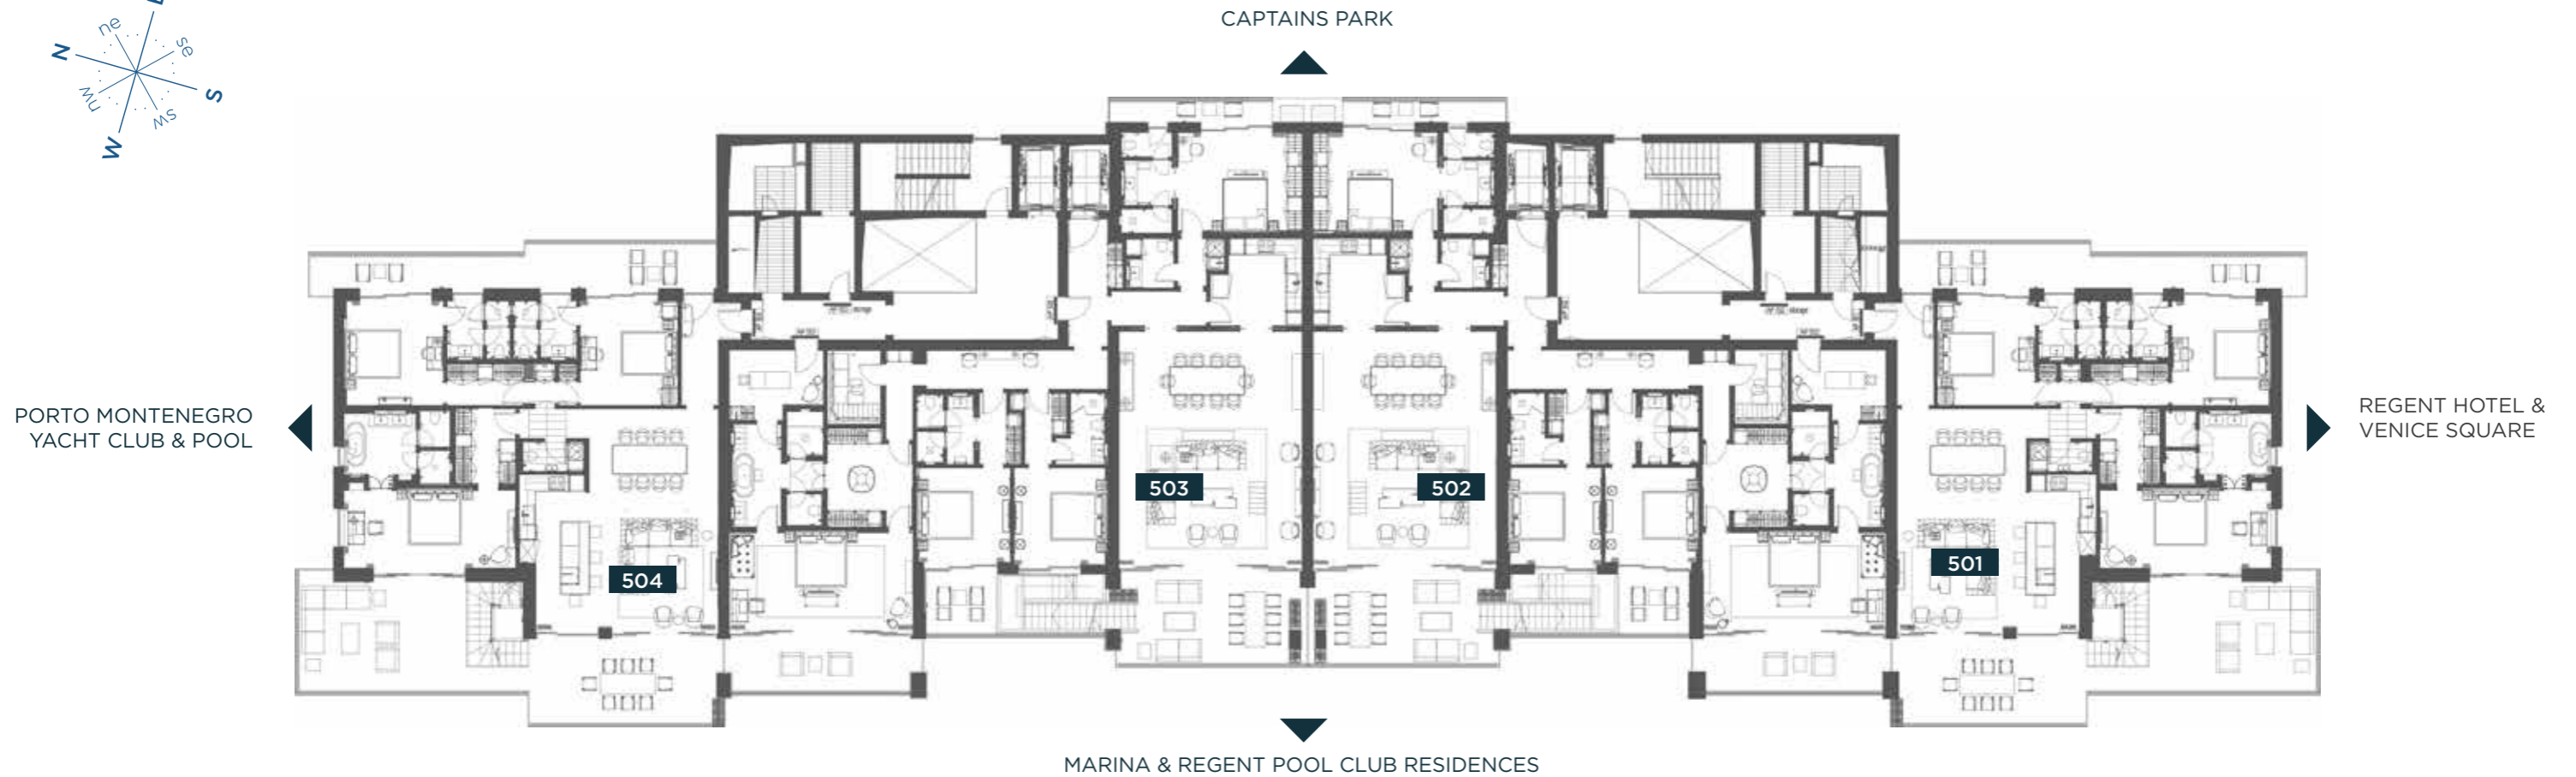 CAPTAINS PARK
ne
se
N
S
nw
sw
W
PORTO MONTENEGRO
YACHT CLUB & POOL
REGENT HOTEL &
VENICE SQUARE
503
502
504
501
MARINA & REGENT POOL CLUB RESIDENCES